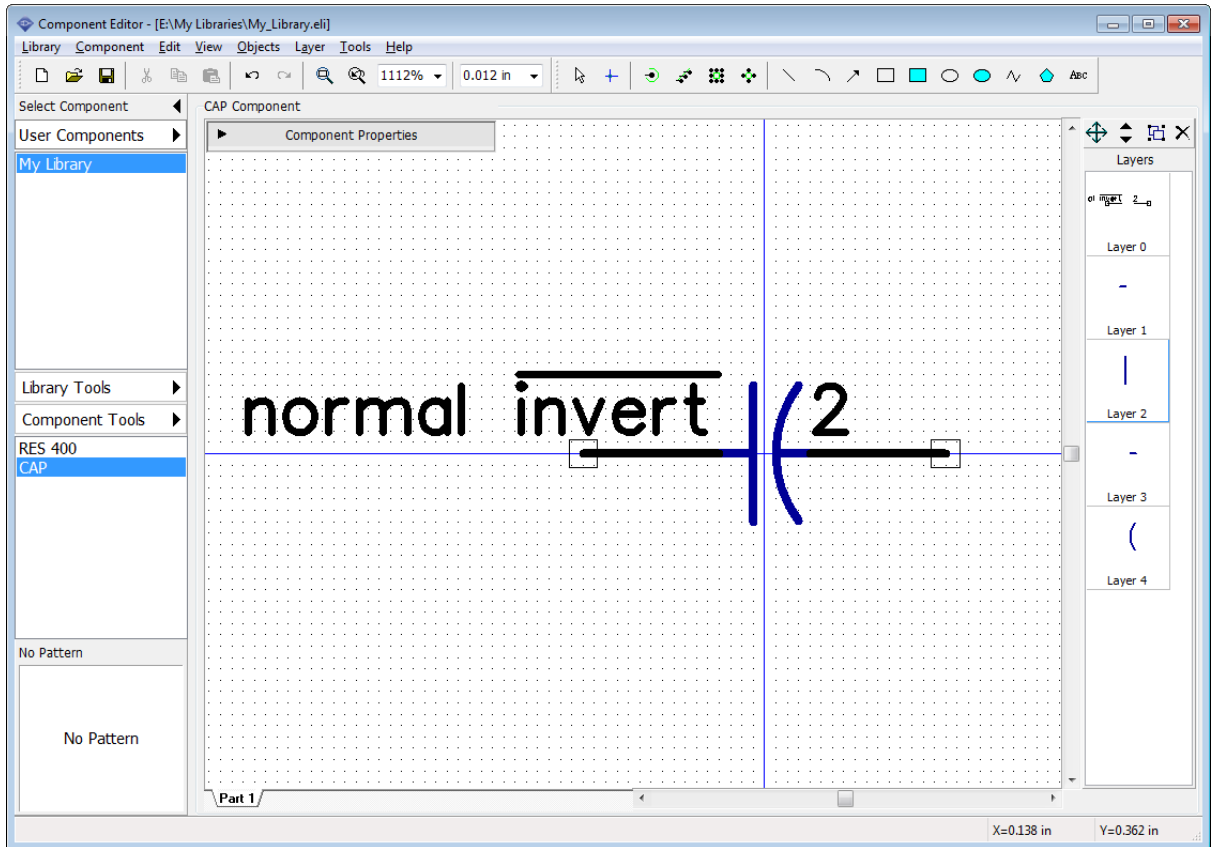 Component Editor - [E:\My Libraries\My_Library.eli]
Library Component Edit View Objects Layer Tools Help
1112% 0.012 in ABC
Select Component
CAP Component
User Components
Component Properties
My Library
Layers
Layer 0
Layer 1
Layer 2
Layer 3
Layer 4
Library Tools
Component Tools
RES 400
CAP
normal invert 2
No Pattern
No Pattern
Part 1
X=0.138 in Y=0.362 in